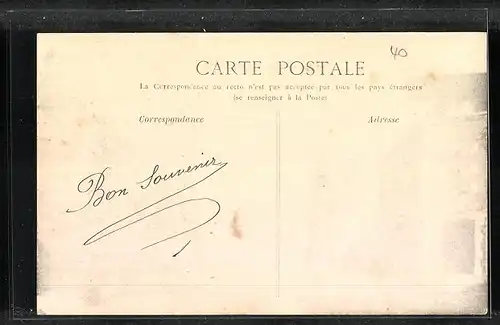 40
CARTE POSTALE
La Correspondance au recto n'est pas acceptée par tous les pays étrangers
(se renseigner à la Poste)
Correspondance
Adresse
Bon Souvenir